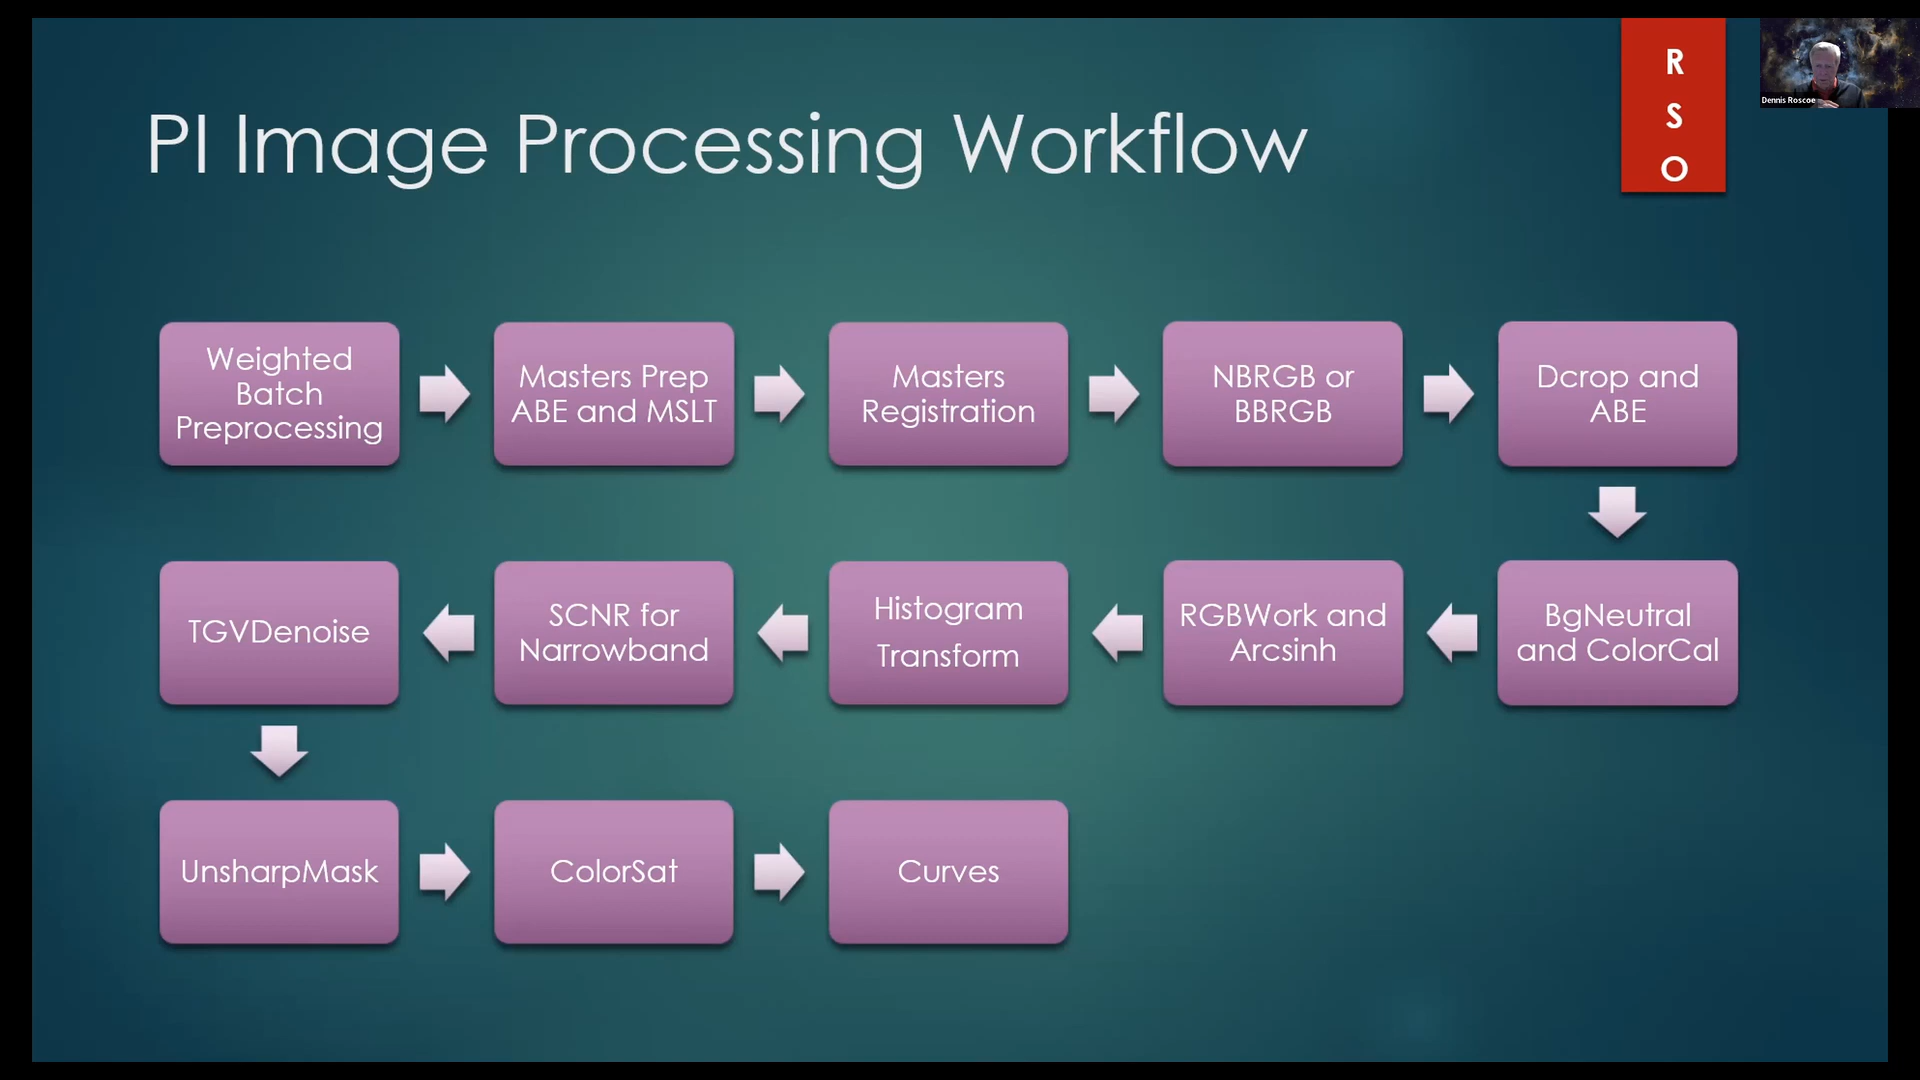 PI Image Processing Workflow
R
S
O
Dennis Roscoe
Weighted
Batch
Preprocessing
Masters Prep
ABE and MSLT
Masters
Registration
NBRGB or
BBRGB
Dcrop and
ABE
BgNeutral
and ColorCal
RGBWork and
Arcsinh
Histogram
Transform
SCNR for
Narrowband
TGVDenoise
UnsharpMask
ColorSat
Curves